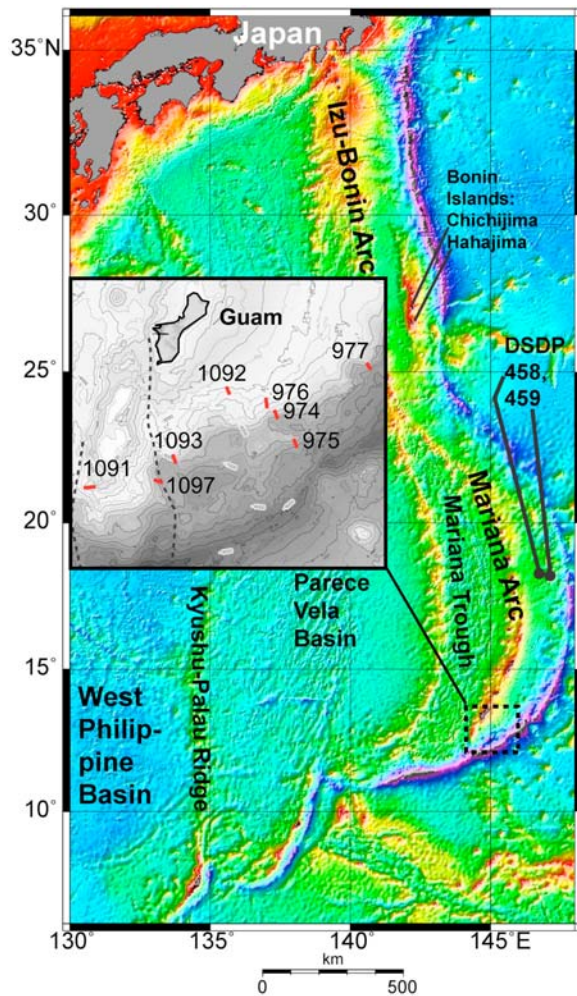 Japan
35°N
Izu-Bonin Arc
Bonin
Islands:
Chichijima
Hahajima
30°
Guam
977
1092
976
974
975
1093
1091
1097
25°
DSDP
458,
459
Mariana Arc
Mariana Trough
20°
Parece
Vela
Basin
Kyushu-Palau Ridge
15°
West
Philip-
pine
Basin
10°
130°
135°
140°
145°E
km
0
500